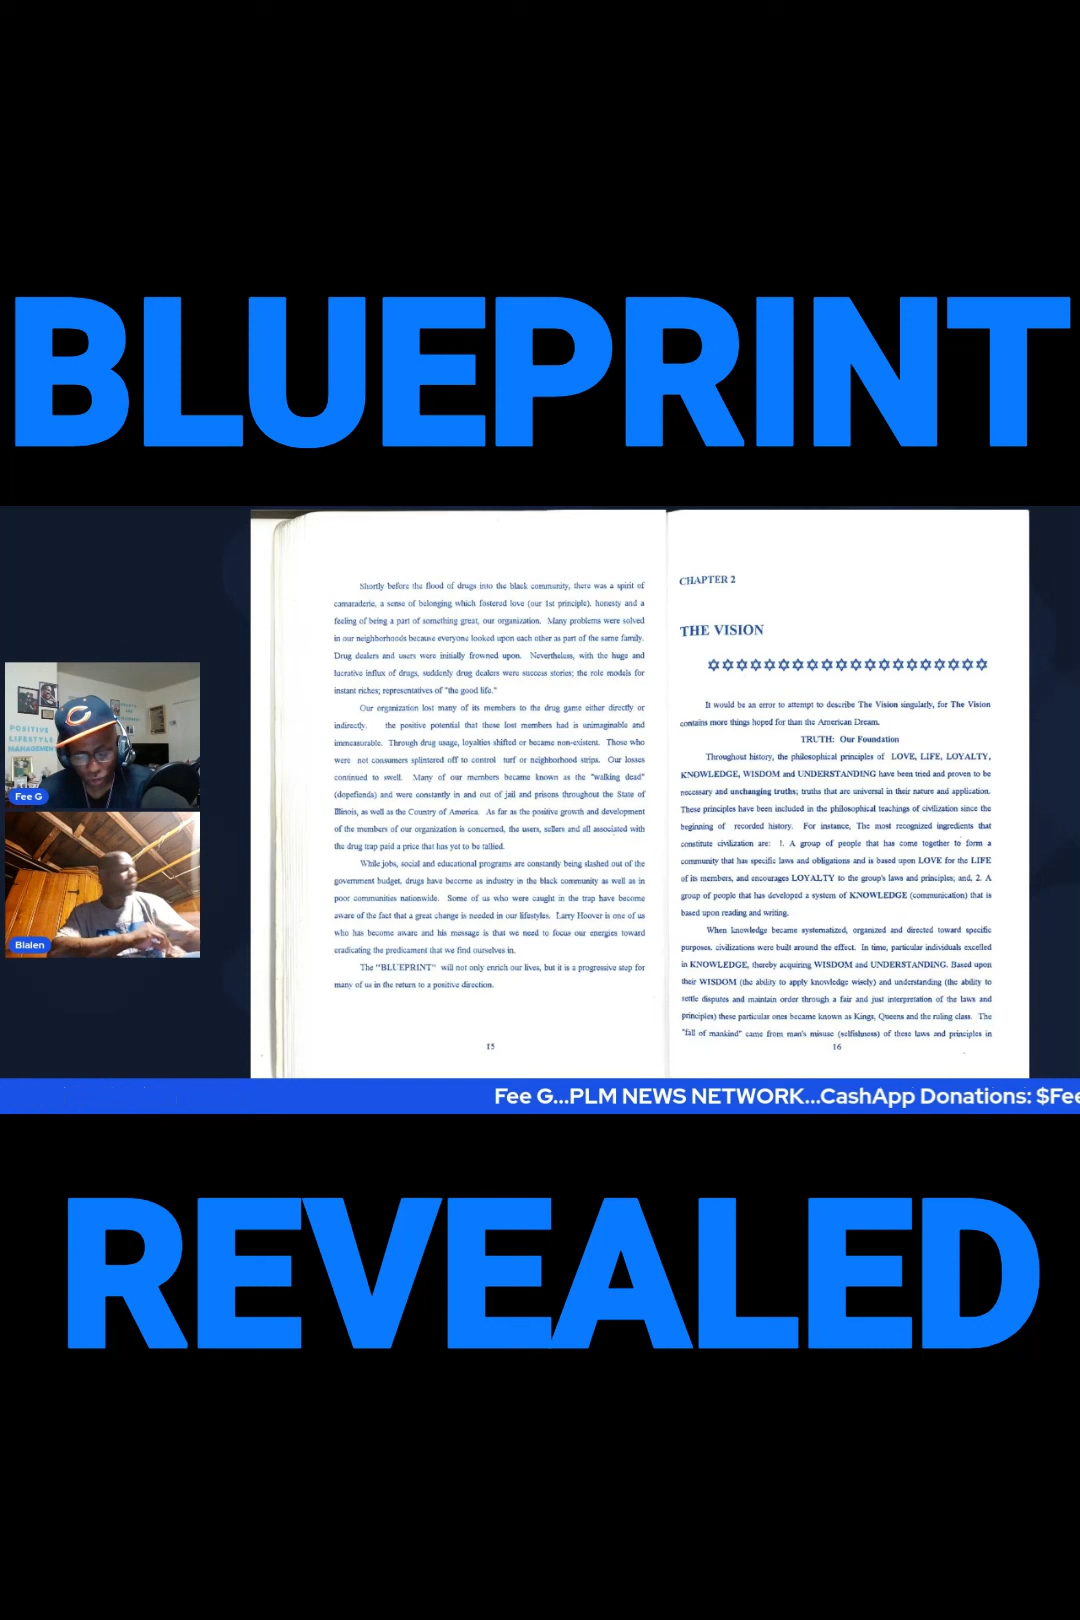 BLUEPRINT
Shortly before the flood of drugs into the black community, there was a spirit of
camaraderie, a sense of belonging which fostered love (our 1st principle), honesty and a
feeling of being a part of something great, our organization. Many problems were solved
in our neighborhoods because everyone looked upon each other as part of the same family.
Drug dealers and users were initially frowned upon. Nevertheless, with the huge and
lucrative influx of drugs, suddenly drug dealers were success stories; the role models for
instant riches; representatives of "the good life."
Our organization lost many of its members to the drug game either directly or
indirectly. the positive potential that these lost members had is unimaginable and
immeasurable. Through drug usage, loyalties shifted or became non-existent. Those who
were not consumers splintered off to control turf or neighborhood strips. Our losses
continued to swell. Many of our members became known as the "walking dead"
(dopefiends) and were constantly in and out of jail and prisons throughout the State of
Illinois, as well as the Country of America. As far as the positive growth and development
of the members of our organization is concerned, the users, sellers and all associated with
the drug trap paid a price that has yet to be tallied.
While jobs, social and educational programs are constantly being slashed out of the
government budget, drugs have become as industry in the black community as well as in
poor communities nationwide. Some of us who were caught in the trap have become
aware of the fact that a great change is needed in our lifestyles. Larry Hoover is one of us
who has become aware and his message is that we need to focus our energies toward
eradicating the predicament that we find ourselves in.
The "BLUEPRINT" will not only enrich our lives, but it is a progressive step for
many of us in the return to a positive direction.
15
CHAPTER 2
THE VISION
It would be an error to attempt to describe The Vision singularly, for The Vision
contains more things hoped for than the American Dream.
TRUTH: Our Foundation
Throughout history, the philosophical principles of LOVE, LIFE, LOYALTY,
KNOWLEDGE, WISDOM and UNDERSTANDING have been tried and proven to be
necessary and unchanging truths; truths that are universal in their nature and application.
These principles have been included in the philosophical teachings of civilization since the
beginning of recorded history. For instance, The most recognized ingredients that
constitute civilization are: 1. A group of people that has come together to form a
community that has specific laws and obligations and is based upon LOVE for the LIFE
of its members, and encourages LOYALTY to the group's laws and principles; and, 2. A
group of people that has developed a system of KNOWLEDGE (communication) that is
based upon reading and writing.
When knowledge became systematized, organized and directed toward specific
purposes, civilizations were built around the effect. In time, particular individuals excelled
in KNOWLEDGE, thereby acquiring WISDOM and UNDERSTANDING. Based upon
their WISDOM (the ability to apply knowledge wisely) and understanding (the ability to
settle disputes and maintain order through a fair and just interpretation of the laws and
principles) these particular ones became known as Kings, Queens and the ruling class. The
"fall of mankind" came from man's misuse (selfishness) of these laws and principles in
16
POSITIVE
LIFESTYLE
MANAGEMENT
Fee G
Blalen
Fee G...PLM NEWS NETWORK...CashApp Donations: $Fee
REVEALED